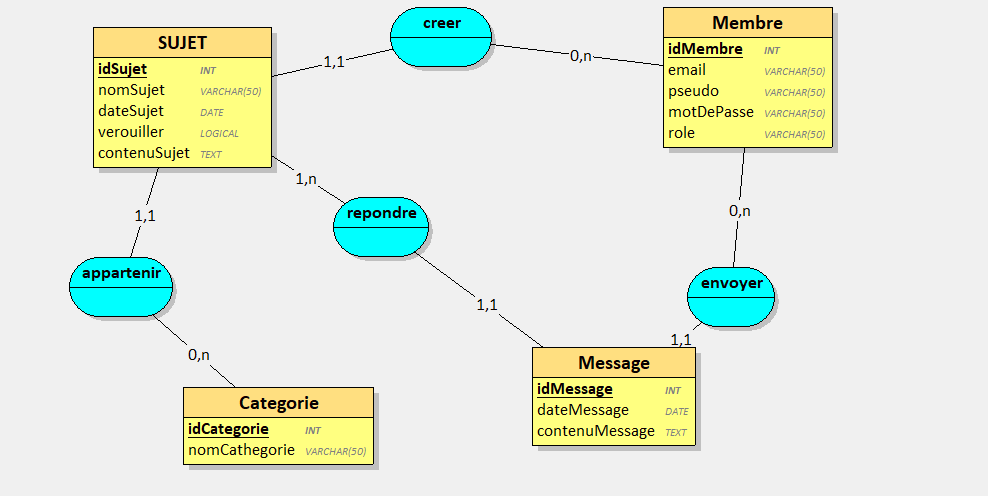 creer
SUJET
idSujet INT
nomSujet VARCHAR(50)
dateSujet DATE
verouiller LOGICAL
contenuSujet TEXT
1,1
0,n
Membre
idMembre INT
email VARCHAR(50)
pseudo VARCHAR(50)
motDePasse VARCHAR(50)
role VARCHAR(50)
1,n
repondre
1,1
0,n
appartenir
envoyer
1,1
1,1
0,n
Message
idMessage INT
dateMessage DATE
contenuMessage TEXT
Categorie
idCategorie INT
nomCathegorie VARCHAR(50)